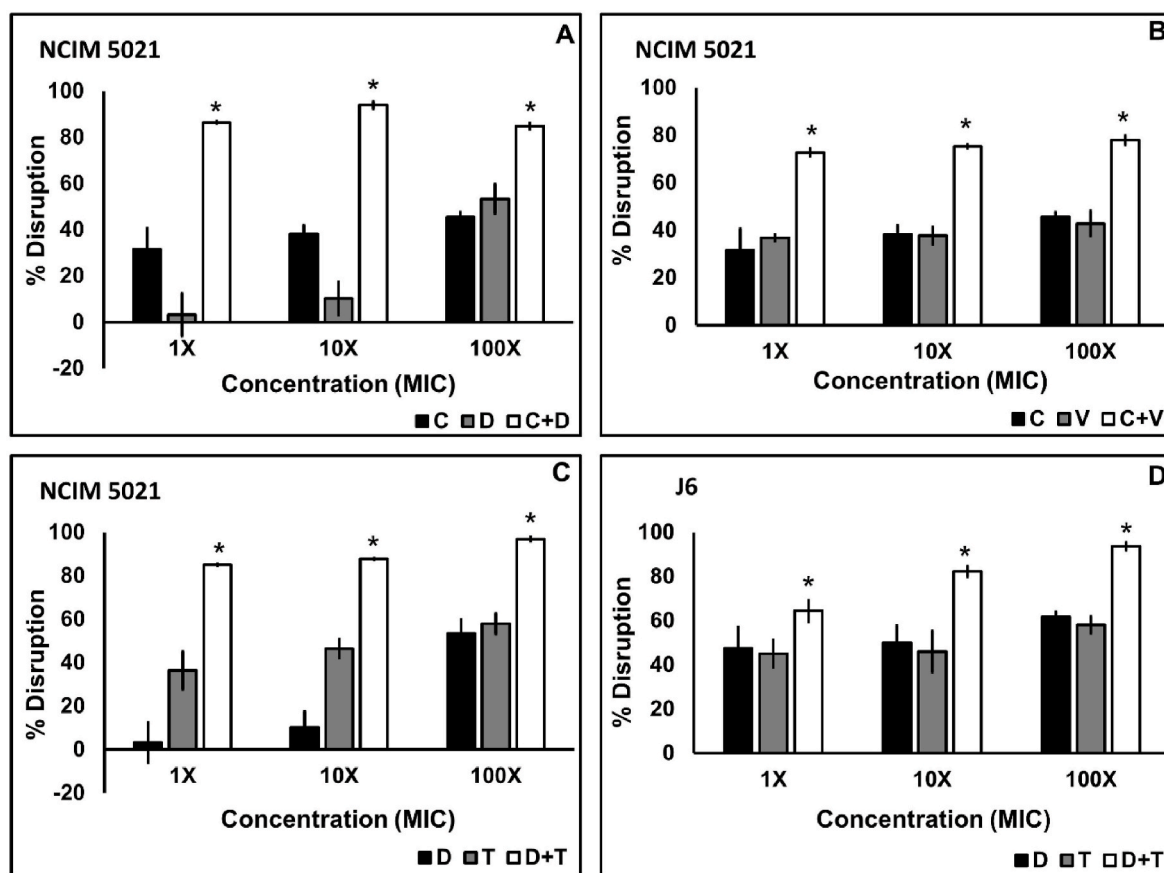 A
NCIM 5021
% Disruption
100
80
60
40
20
0
-20
*
*
*
1X
10X
100X
Concentration (MIC)
C D C+D
B
NCIM 5021
% Disruption
100
80
60
40
20
0
*
*
*
1X
10X
100X
Concentration (MIC)
C V C+V
C
NCIM 5021
% Disruption
100
80
60
40
20
0
-20
*
*
*
1X
10X
100X
Concentration (MIC)
D T D+T
D
J6
% Disruption
100
80
60
40
20
0
*
*
*
1X
10X
100X
Concentration (MIC)
D T D+T